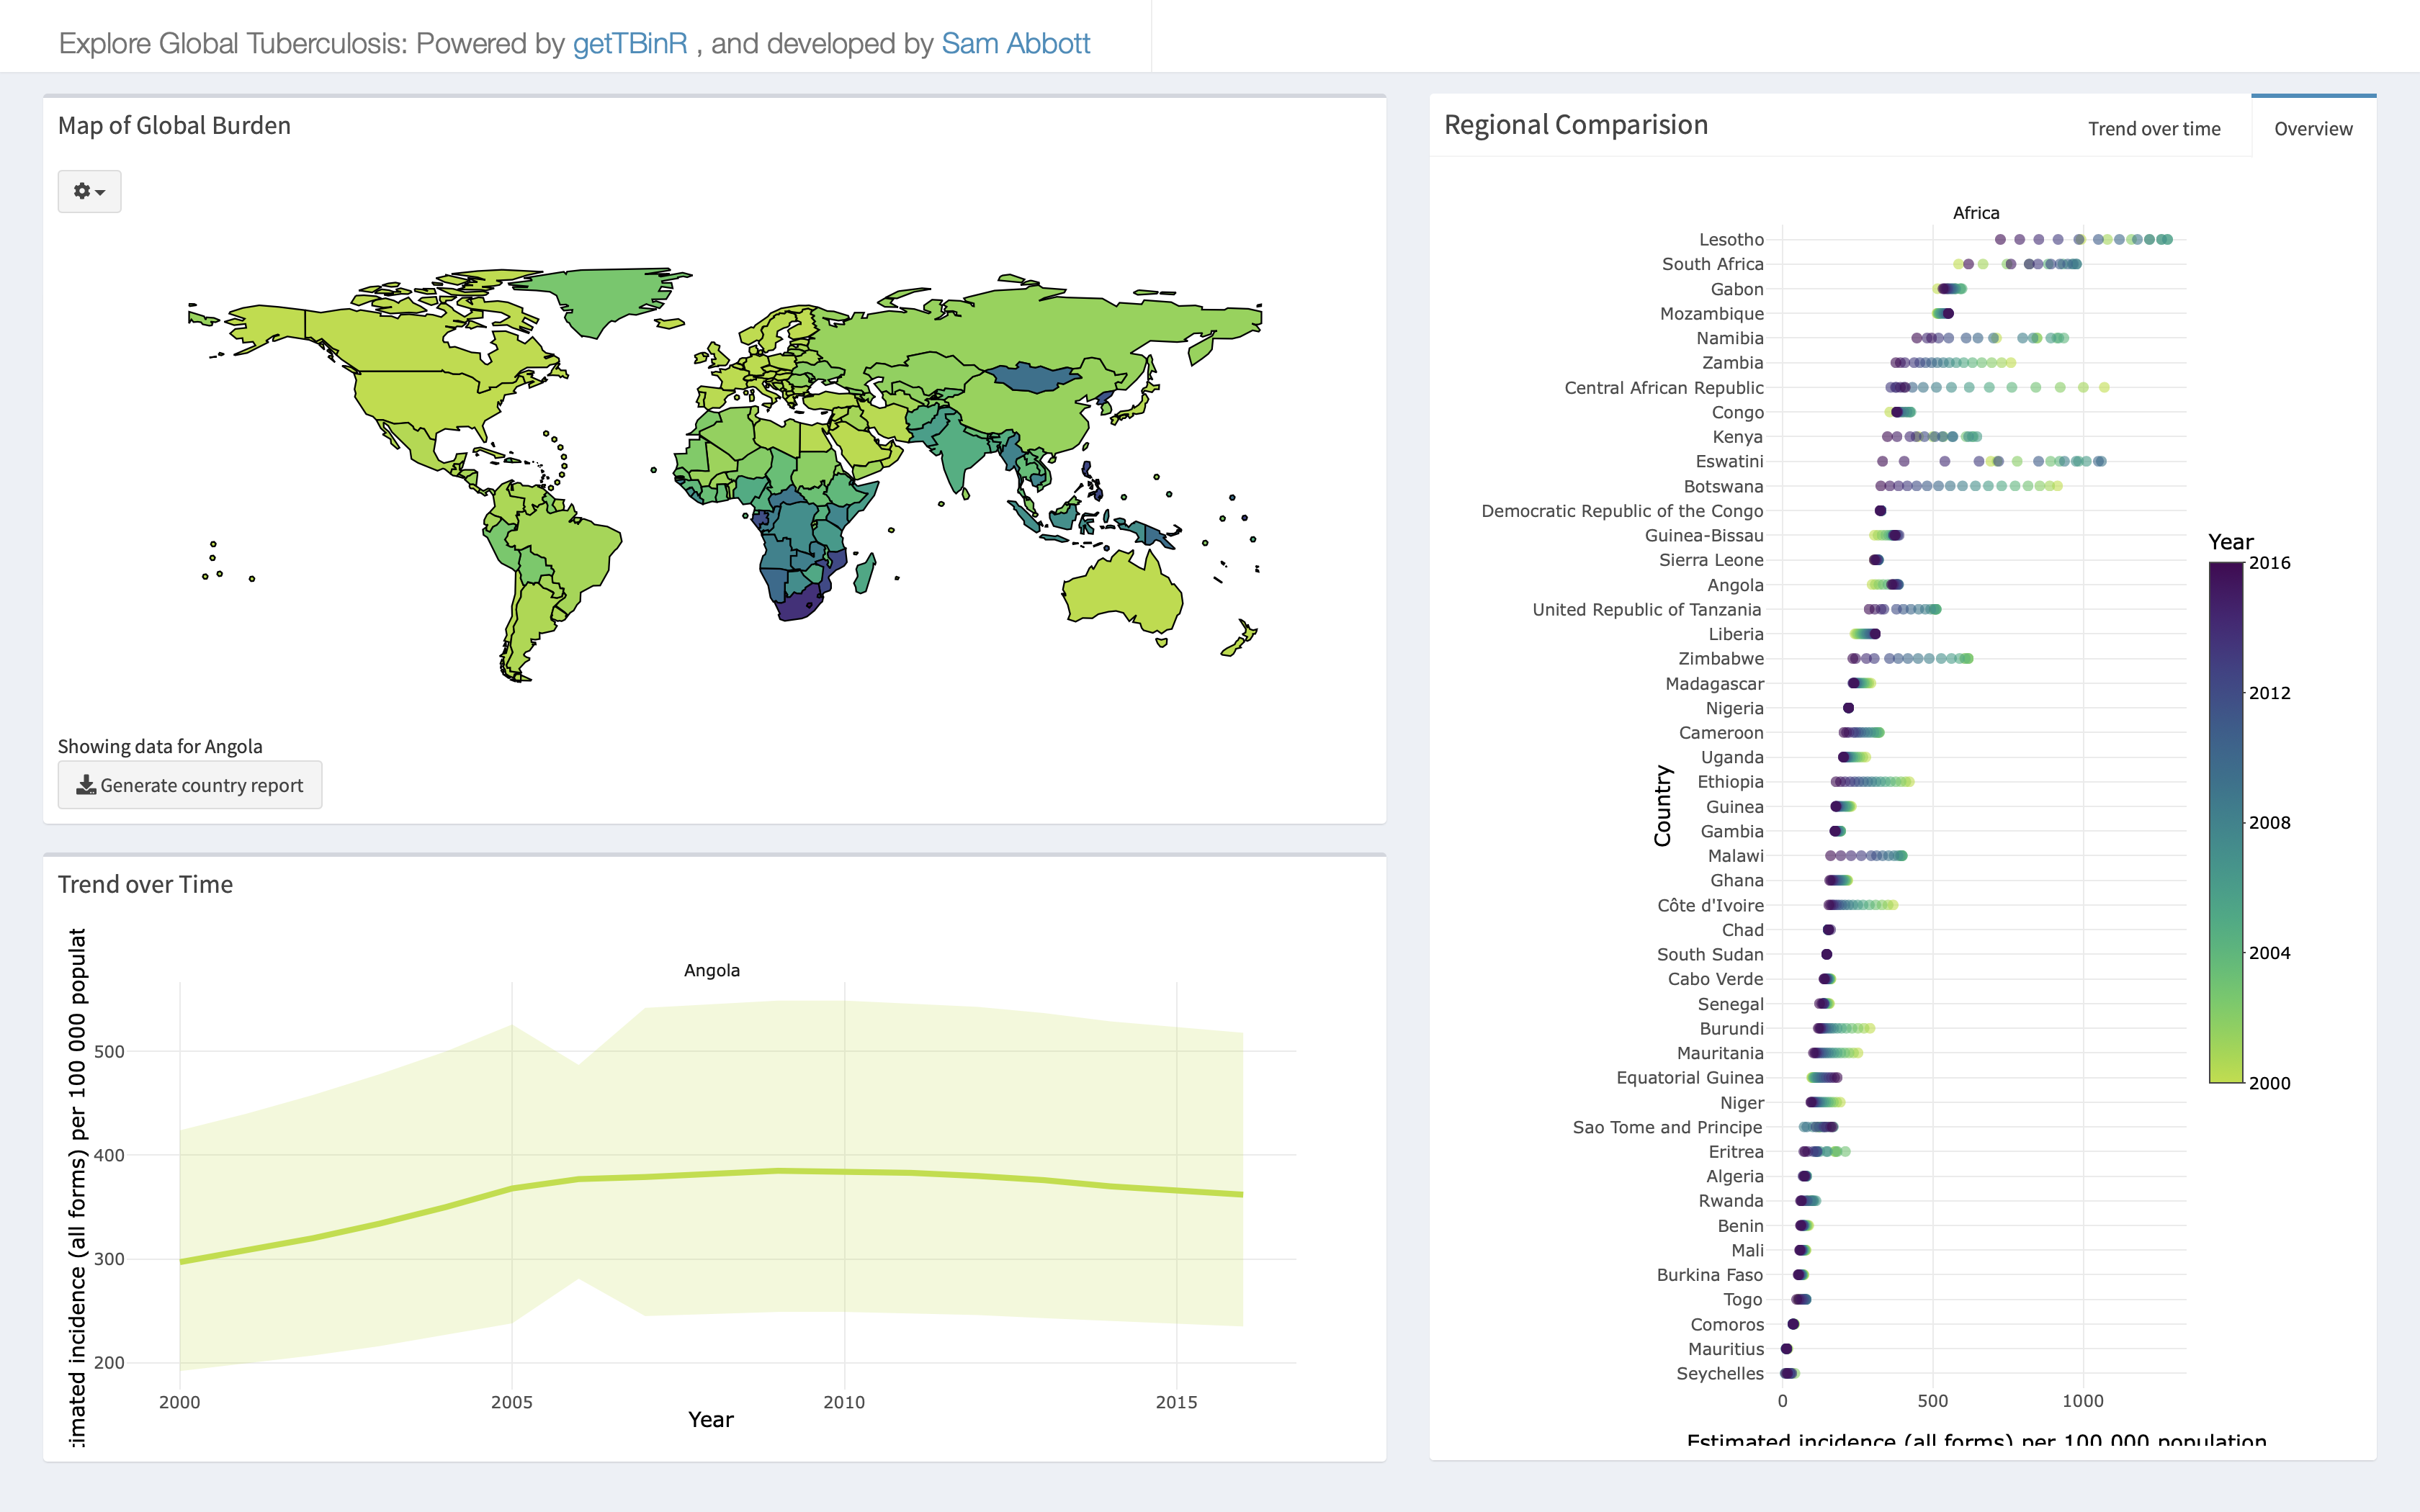 Explore Global Tuberculosis: Powered by getTBinR , and developed by Sam Abbott
Map of Global Burden
Showing data for Angola
Generate country report
Trend over Time
Angola
:imated incidence (all forms) per 100 000 populat
500
400
300
200
2000
2005
2010
2015
Year
Regional Comparision
Trend over time
Overview
Africa
Country
Lesotho
South Africa
Gabon
Mozambique
Namibia
Zambia
Central African Republic
Congo
Kenya
Eswatini
Botswana
Democratic Republic of the Congo
Guinea-Bissau
Sierra Leone
Angola
United Republic of Tanzania
Liberia
Zimbabwe
Madagascar
Nigeria
Cameroon
Uganda
Ethiopia
Guinea
Gambia
Malawi
Ghana
Côte d'Ivoire
Chad
South Sudan
Cabo Verde
Senegal
Burundi
Mauritania
Equatorial Guinea
Niger
Sao Tome and Principe
Eritrea
Algeria
Rwanda
Benin
Mali
Burkina Faso
Togo
Comoros
Mauritius
Seychelles
0
500
1000
Estimated incidence (all forms) per 100 000 population
Year
2016
2012
2008
2004
2000